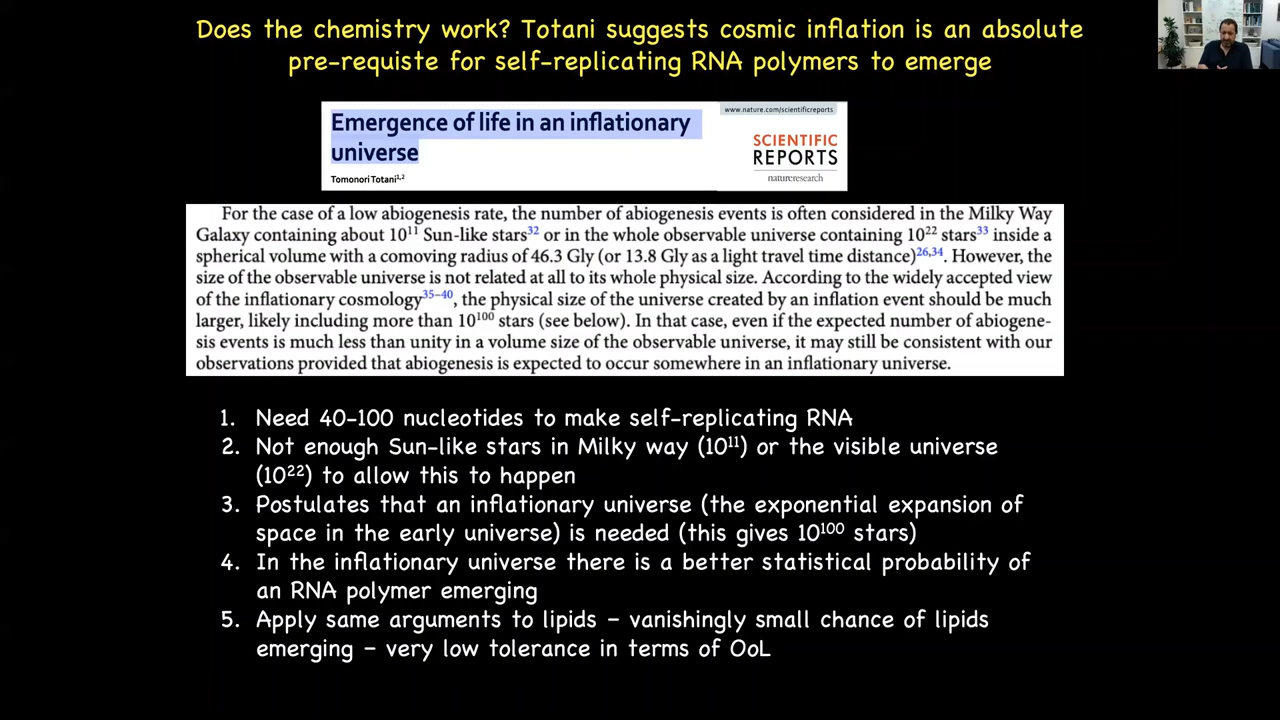 Does the chemistry work? Totani suggests cosmic inflation is an absolute
pre-requiste for self-replicating RNA polymers to emerge
Emergence of life in an inflationary
universe
Tomonori Totani1,2
www.nature.com/scientificreports
SCIENTIFIC
REPORTS
natureresearch
For the case of a low abiogenesis rate, the number of abiogenesis events is often considered in the Milky Way
Galaxy containing about 10¹¹ Sun-like stars³² or in the whole observable universe containing 10²² stars³³ inside a
spherical volume with a comoving radius of 46.3 Gly (or 13.8 Gly as a light travel time distance)²⁶,³⁴. However, the
size of the observable universe is not related at all to its whole physical size. According to the widely accepted view
of the inflationary cosmology³⁵⁻⁴⁰, the physical size of the universe created by an inflation event should be much
larger, likely including more than 10¹⁰⁰ stars (see below). In that case, even if the expected number of abiogene-
sis events is much less than unity in a volume size of the observable universe, it may still be consistent with our
observations provided that abiogenesis is expected to occur somewhere in an inflationary universe.
1. Need 40-100 nucleotides to make self-replicating RNA
2. Not enough Sun-like stars in Milky way (10¹¹) or the visible universe
(10²²) to allow this to happen
3. Postulates that an inflationary universe (the exponential expansion of
space in the early universe) is needed (this gives 10¹⁰⁰ stars)
4. In the inflationary universe there is a better statistical probability of
an RNA polymer emerging
5. Apply same arguments to lipids – vanishingly small chance of lipids
emerging – very low tolerance in terms of OoL